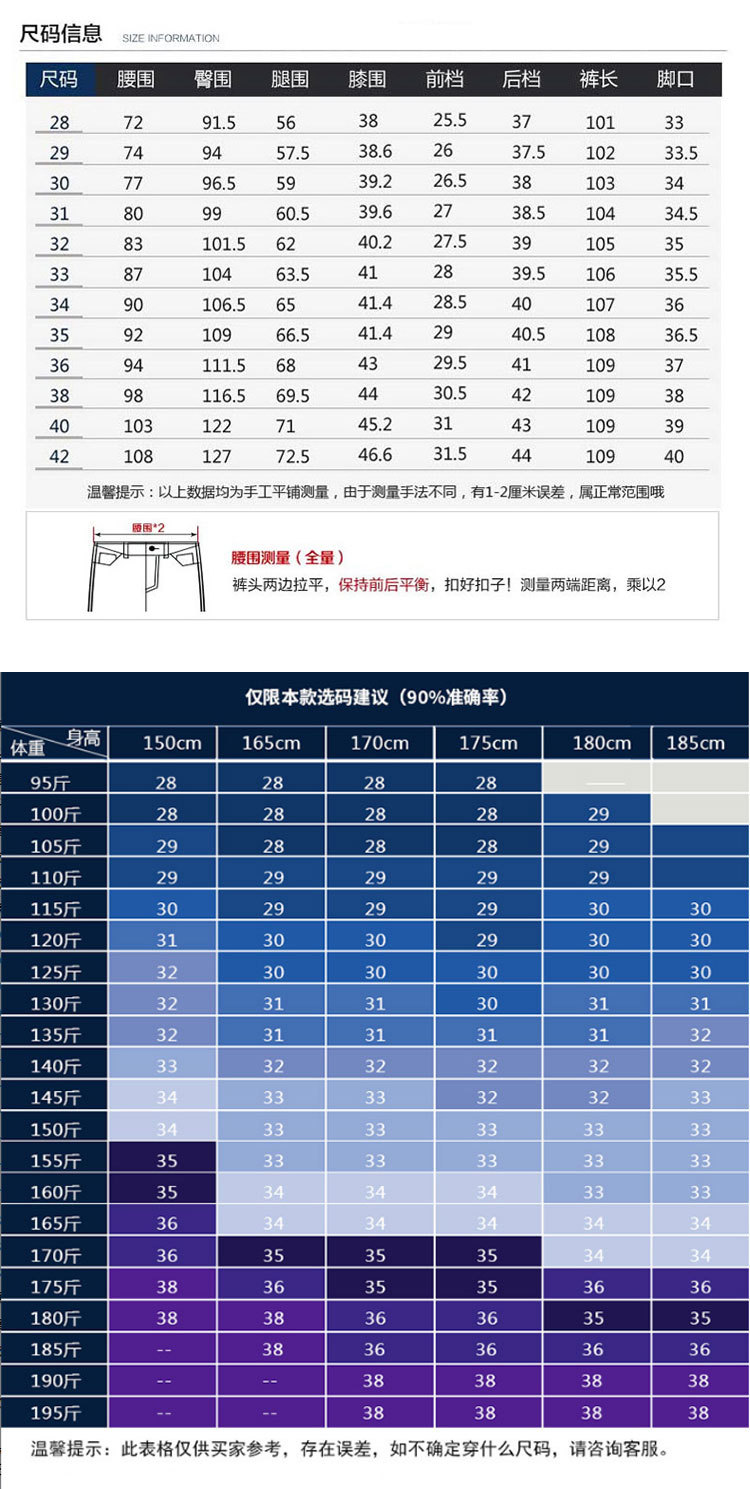 尺码信息 SIZE INFORMATION
尺码 腰围 臀围 腿围 膝围 前档 后档 裤长 脚口
28 72 91.5 56 38 25.5 37 101 33
29 74 94 57.5 38.6 26 37.5 102 33.5
30 77 96.5 59 39.2 26.5 38 103 34
31 80 99 60.5 39.6 27 38.5 104 34.5
32 83 101.5 62 40.2 27.5 39 105 35
33 87 104 63.5 41 28 39.5 106 35.5
34 90 106.5 65 41.4 28.5 40 107 36
35 92 109 66.5 41.4 29 40.5 108 36.5
36 94 111.5 68 43 29.5 41 109 37
38 98 116.5 69.5 44 30.5 42 109 38
40 103 122 71 45.2 31 43 109 39
42 108 127 72.5 46.6 31.5 44 109 40
温馨提示：以上数据均为手工平铺测量，由于测量手法不同，有1-2厘米误差，属正常范围哦
腰围*2
腰围测量（全量）
裤头两边拉平，保持前后平衡，扣好扣子！测量两端距离，乘以2
仅限本款选码建议（90%准确率）
体重 身高 150cm 165cm 170cm 175cm 180cm 185cm
95斤 28 28 28 28
100斤 28 28 28 28 29
105斤 29 28 28 28 29
110斤 29 29 29 29 29
115斤 30 29 29 29 30 30
120斤 31 30 30 29 30 30
125斤 32 30 30 30 30 30
130斤 32 31 31 30 31 31
135斤 32 31 31 31 31 32
140斤 33 32 32 32 32 32
145斤 34 33 33 32 32 33
150斤 34 33 33 33 33 33
155斤 35 33 33 33 33 33
160斤 35 34 34 34 33 33
165斤 36 34 34 34 34 34
170斤 36 35 35 35 34 34
175斤 38 36 35 35 36 36
180斤 38 38 36 36 35 35
185斤 -- 38 36 36 36 36
190斤 -- -- 38 38 38 38
195斤 -- -- 38 38 38 38
温馨提示：此表格仅供买家参考，存在误差，如不确定穿什么尺码，请咨询客服。